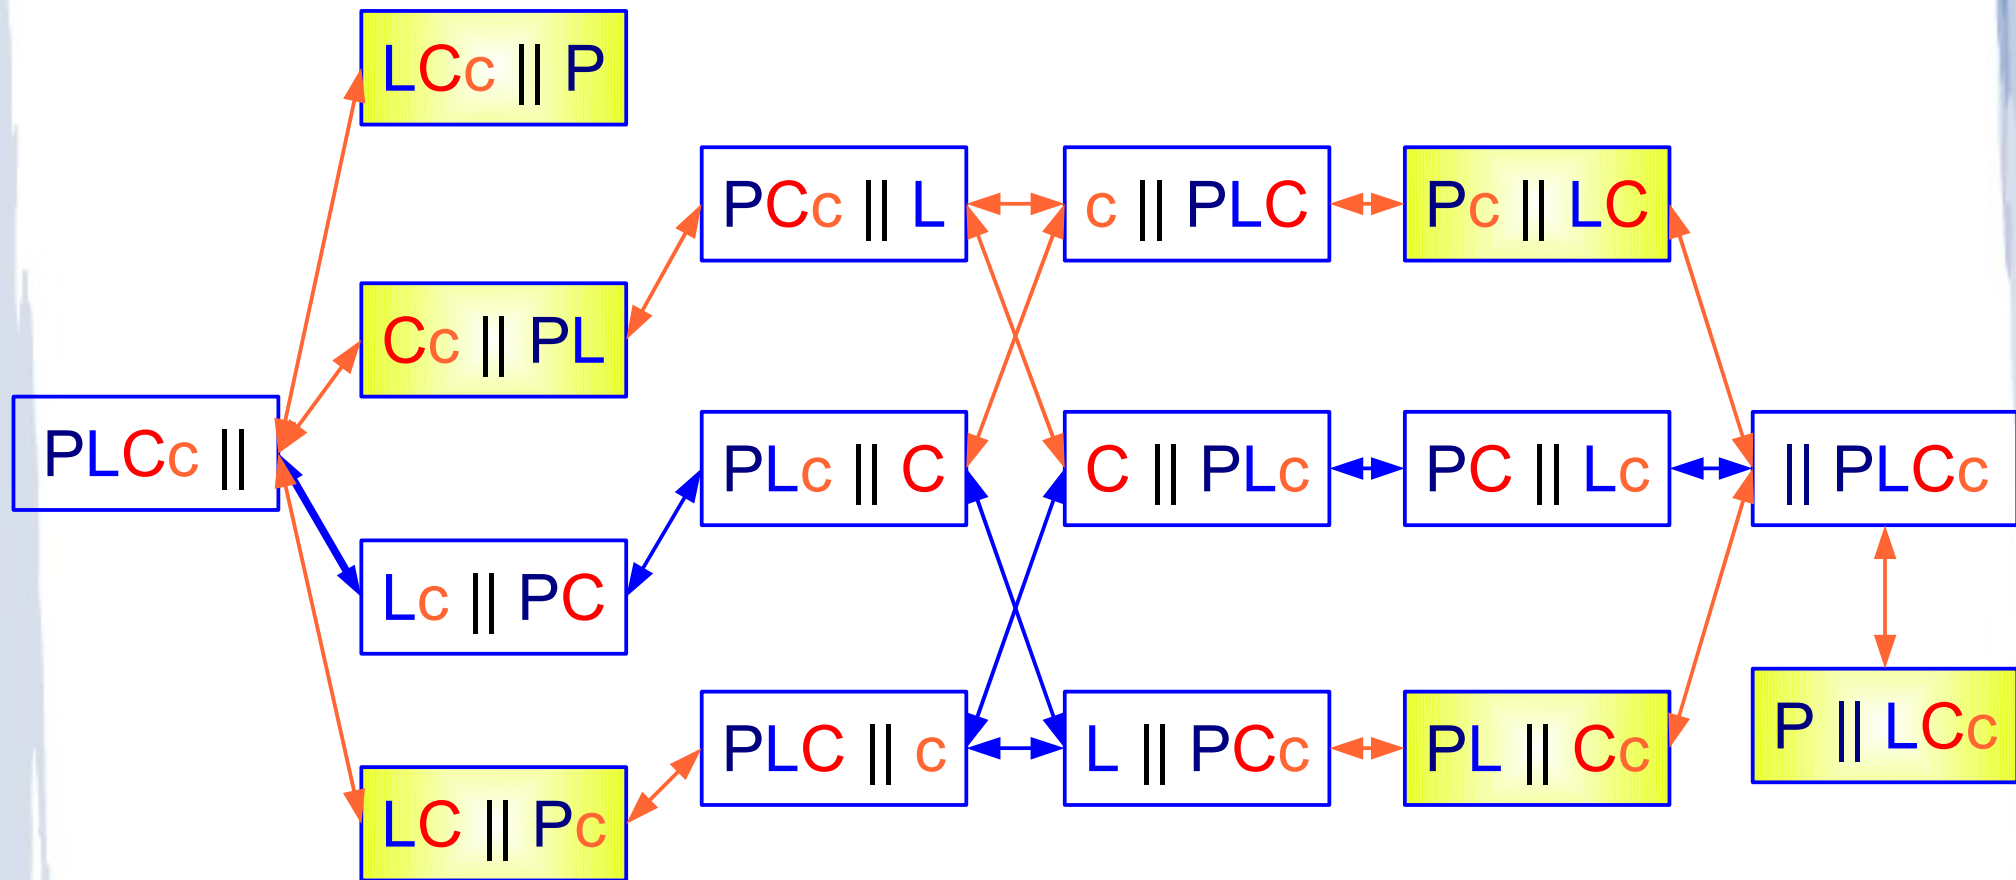 LCc || P
PCc || L
c || PLC
Pc || LC
Cc || PL
PLCc ||
PLc || C
C || PLc
PC || Lc
|| PLCc
Lc || PC
PLC || c
L || PCc
PL || Cc
P || LCc
LC || Pc